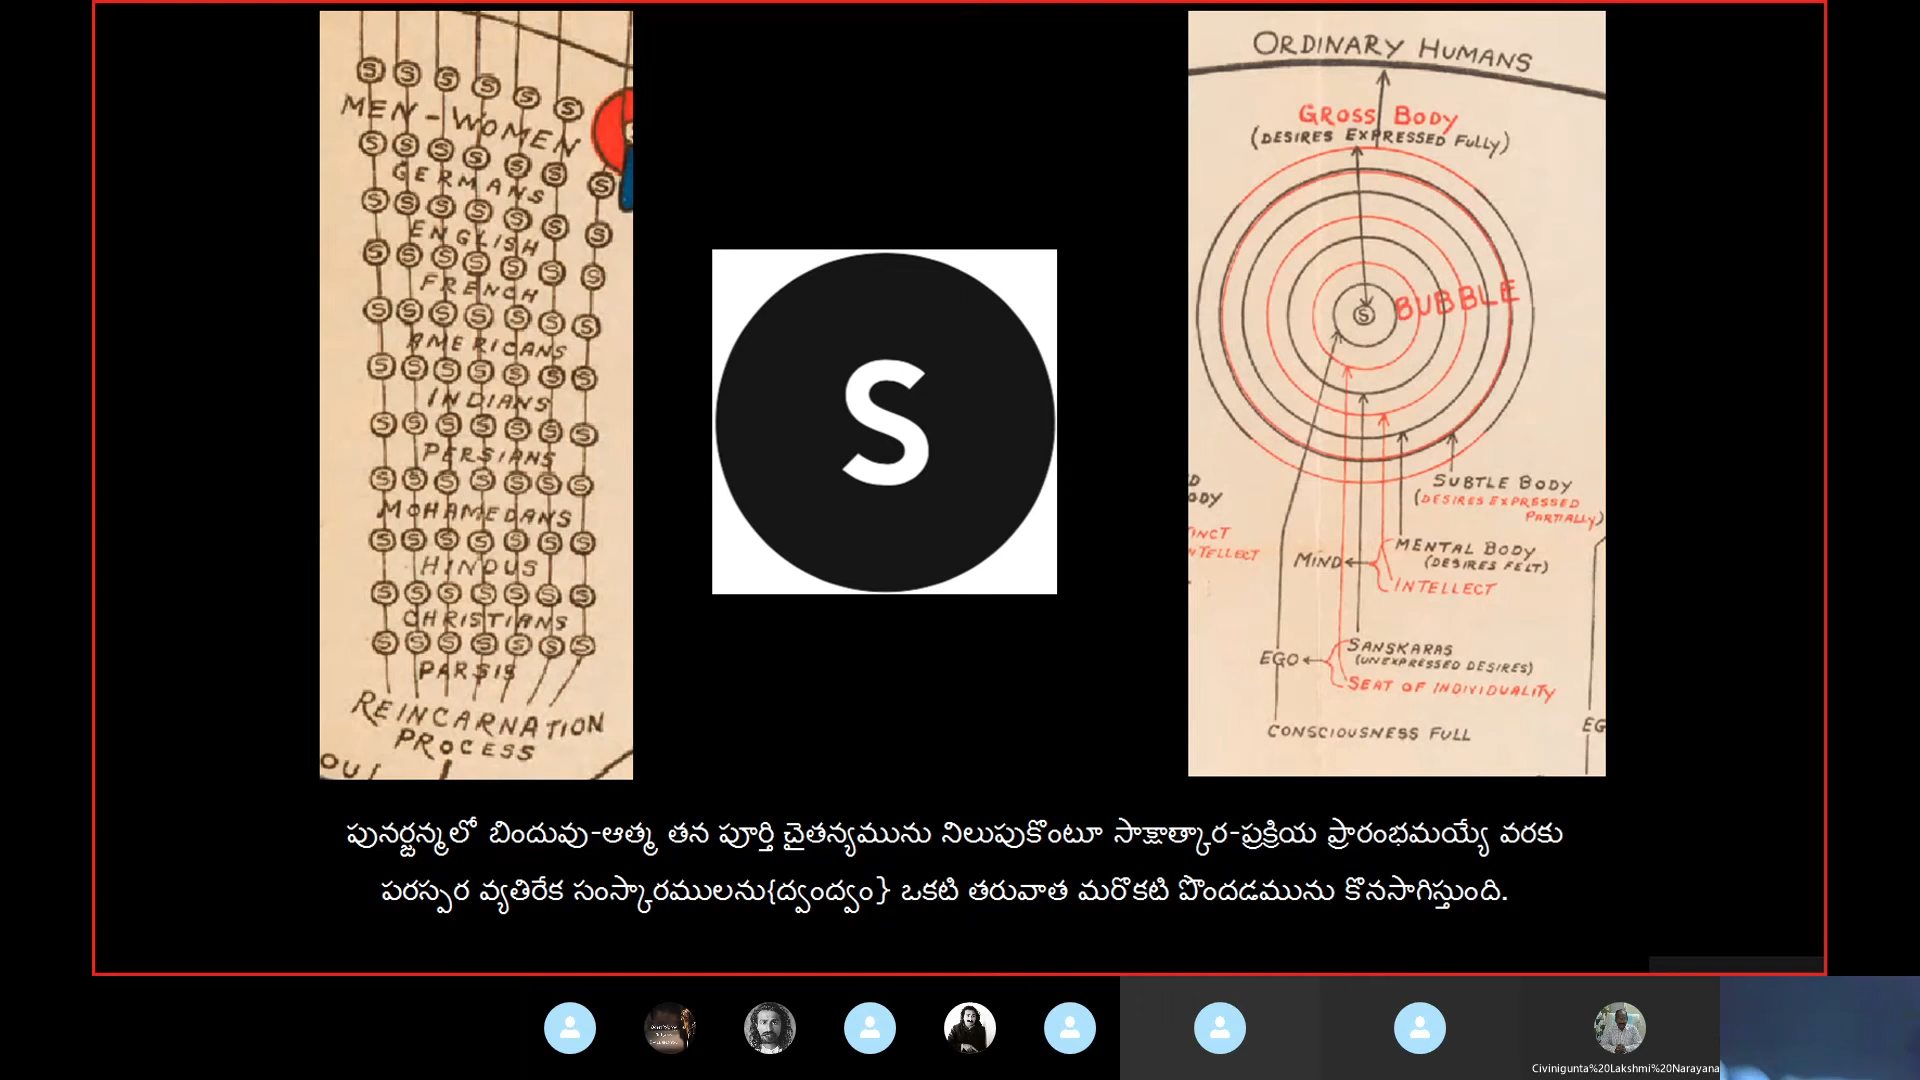 MEN - WOMEN
GERMANS
ENGLISH
FRENCH
AMERICANS
INDIANS
PERSIANS
MOHAMEDANS
HINDUS
CHRISTIANS
PARSIS
REINCARNATION
PROCESS
S
ORDINARY HUMANS
GROSS BODY
(DESIRES EXPRESSED FULLY)
BUBBLE
S
SUBTLE BODY
(DESIRES EXPRESSED
PARTIALLY)
MENTAL BODY
(DESIRES FELT)
MIND
INTELLECT
SANSKARAS
(UNEXPRESSED DESIRES)
EGO
SEAT OF INDIVIDUALITY
CONSCIOUSNESS FULL
పునర్జన్మలో బిందువు-ఆత్మ తన పూర్తి చైతన్యమును నిలుపుకొంటూ సాక్షాత్కార-ప్రక్రియ ప్రారంభమయ్యే వరకు
పరస్పర వ్యతిరేక సంస్కారములను{ద్వంద్వం} ఒకటి తరువాత మరొకటి పొందడమును కొనసాగిస్తుంది.
Civinigunta%20Lakshmi%20Narayana